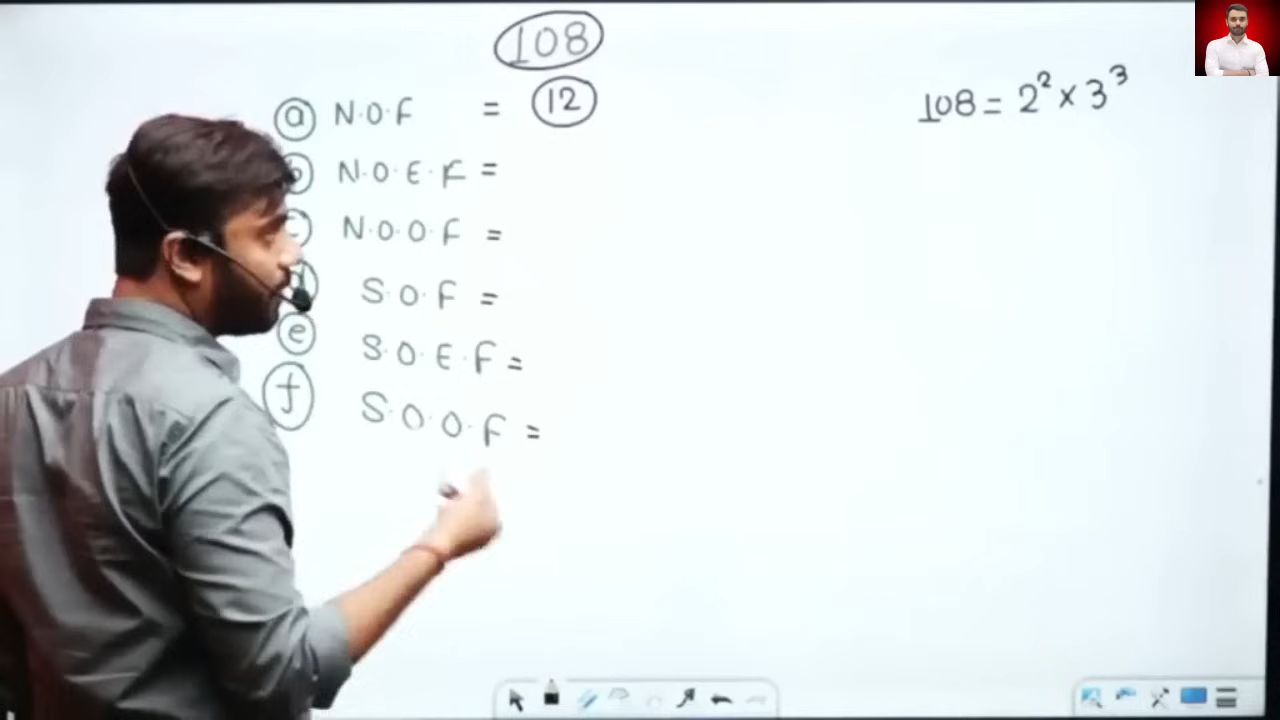 108
ⓐ N.O.F = 12
N.O.E.F =
N.O.O.F =
S.O.F =
ⓔ S.O.E.F =
ⓕ S.O.O.F =
108 = 2² × 3³